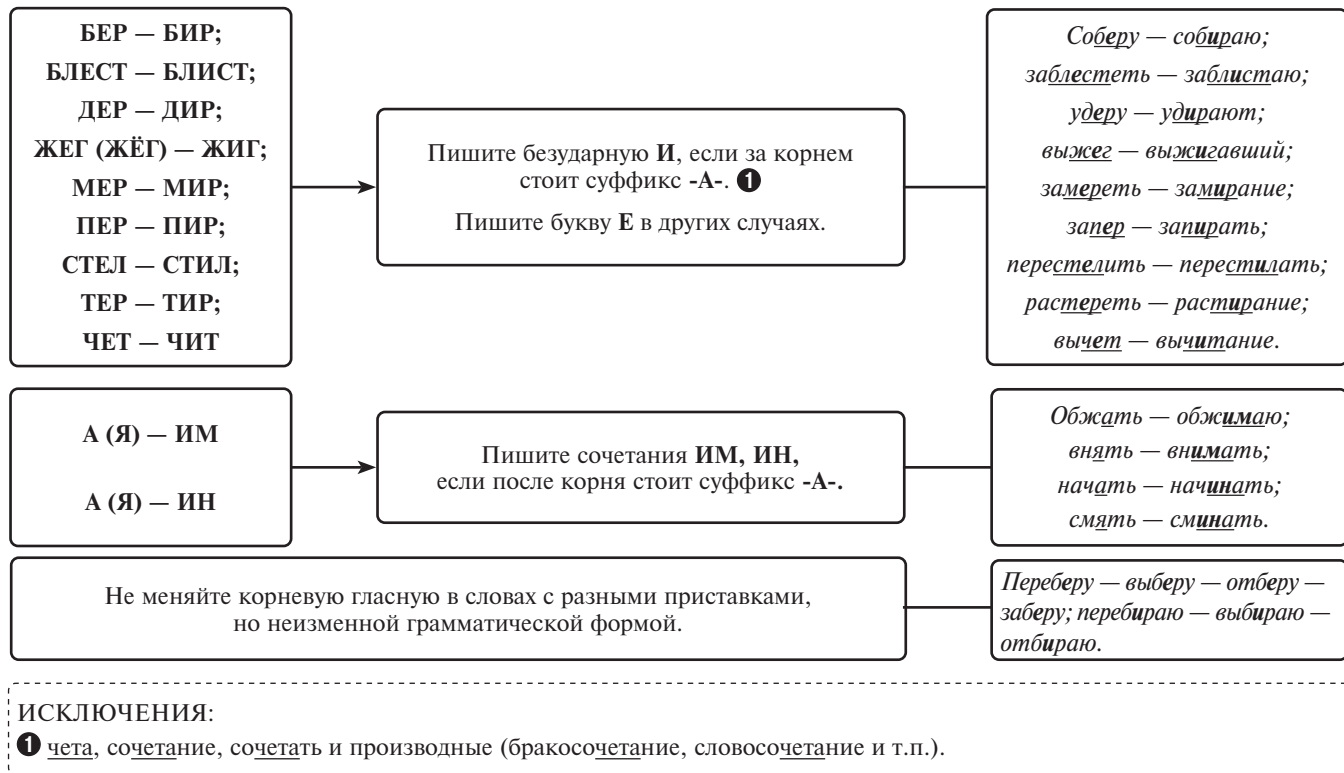 БЕР — БИР;
БЛЕСТ — БЛИСТ;
ДЕР — ДИР;
ЖЕГ (ЖЁГ) — ЖИГ;
МЕР — МИР;
ПЕР — ПИР;
СТЕЛ — СТИЛ;
ТЕР — ТИР;
ЧЕТ — ЧИТ
Пишите безударную И, если за корнем
стоит суффикс -А-. ❶
Пишите букву Е в других случаях.
Соберу — собираю;
заблестеть — заблистаю;
удеру — удирают;
выжег — выжигавший;
замереть — замирание;
запер — запирать;
перестелить — перестилать;
растереть — растирание;
вычет — вычитание.
А (Я) — ИМ
А (Я) — ИН
Пишите сочетания ИМ, ИН,
если после корня стоит суффикс -А-.
Обжать — обжимаю;
внять — внимать;
начать — начинать;
смять — сминать.
Не меняйте корневую гласную в словах с разными приставками,
но неизменной грамматической формой.
Переберу — выберу — отберу —
заберу; перебираю — выбираю —
отбираю.
ИСКЛЮЧЕНИЯ:
❶ чета, сочетание, сочетать и производные (бракосочетание, словосочетание и т.п.).